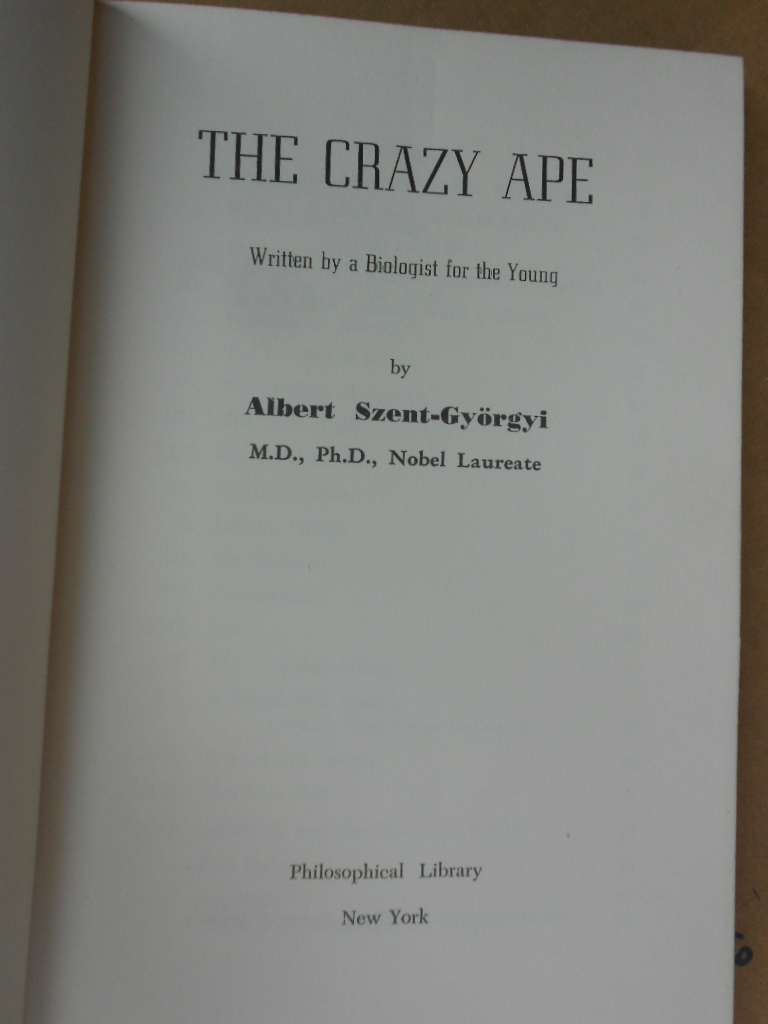 THE CRAZY APE
Written by a Biologist for the Young
by
Albert Szent-Györgyi
M.D., Ph.D., Nobel Laureate
Philosophical Library
New York